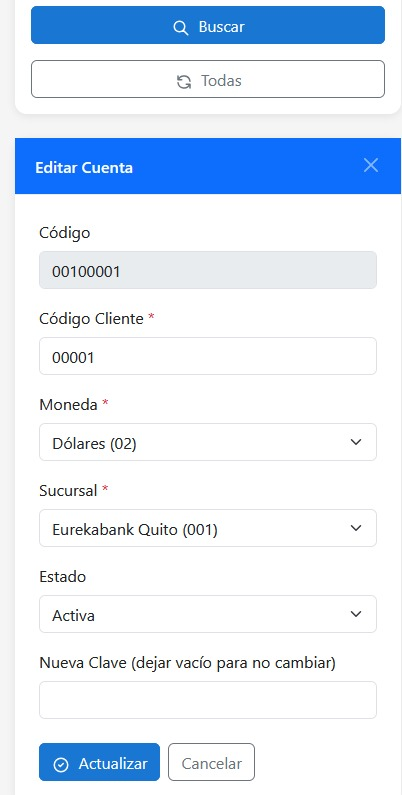 Buscar
Todas
Editar Cuenta
Código
00100001
Código Cliente *
00001
Moneda *
Dólares (02)
Sucursal *
Eurekabank Quito (001)
Estado
Activa
Nueva Clave (dejar vacío para no cambiar)
Actualizar
Cancelar